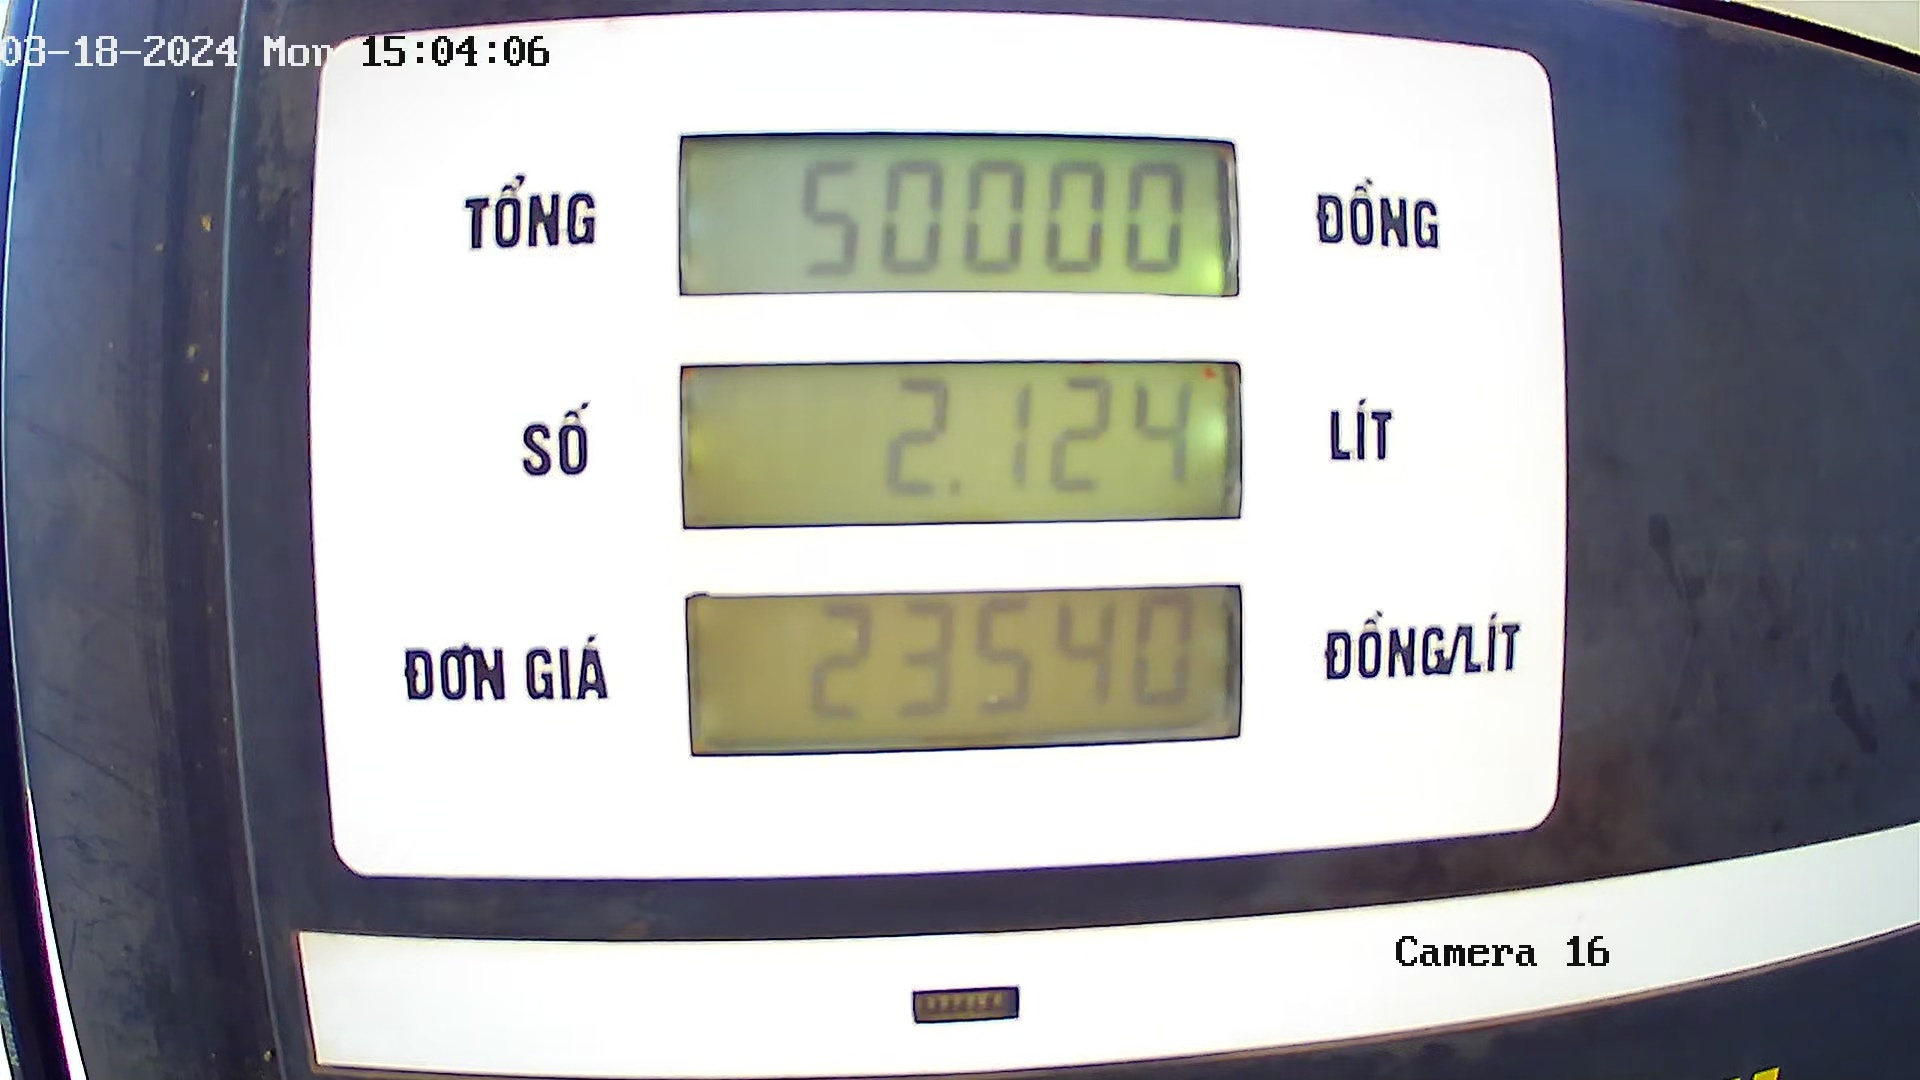 03-18-2024 Mon 15:04:06
TỔNG 50000 ĐỒNG
SỐ 2.124 LÍT
ĐƠN GIÁ 23540 ĐỒNG/LÍT
Camera 16